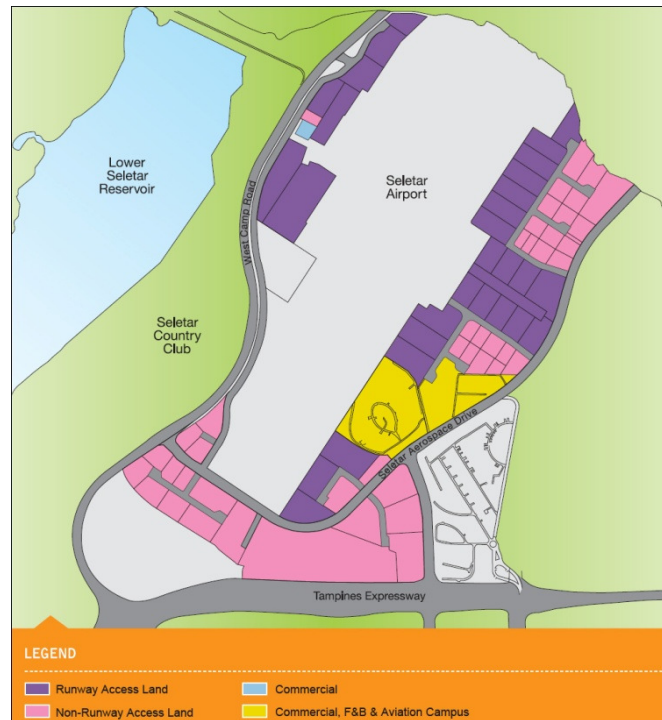 Lower
Seletar
Reservoir
Seletar
Airport
West Camp Road
Seletar
Country
Club
Seletar Aerospace Drive
Tampines Expressway
LEGEND
Runway Access Land
Commercial
Non-Runway Access Land
Commercial, F&B & Aviation Campus